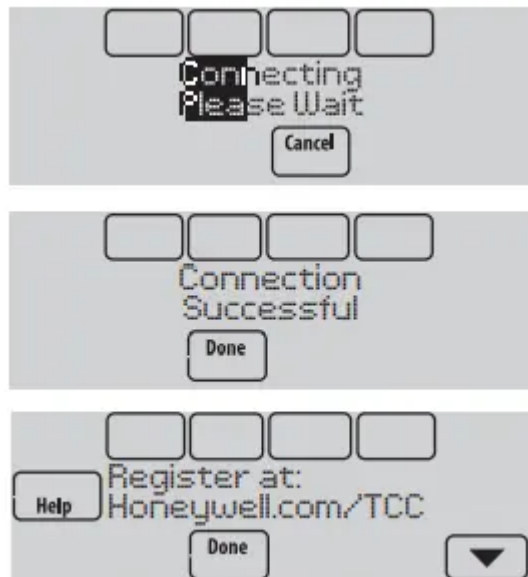 Connecting
Please Wait
Cancel
Connection
Successful
Done
Register at:
Help
Honeywell.com/TCC
Done